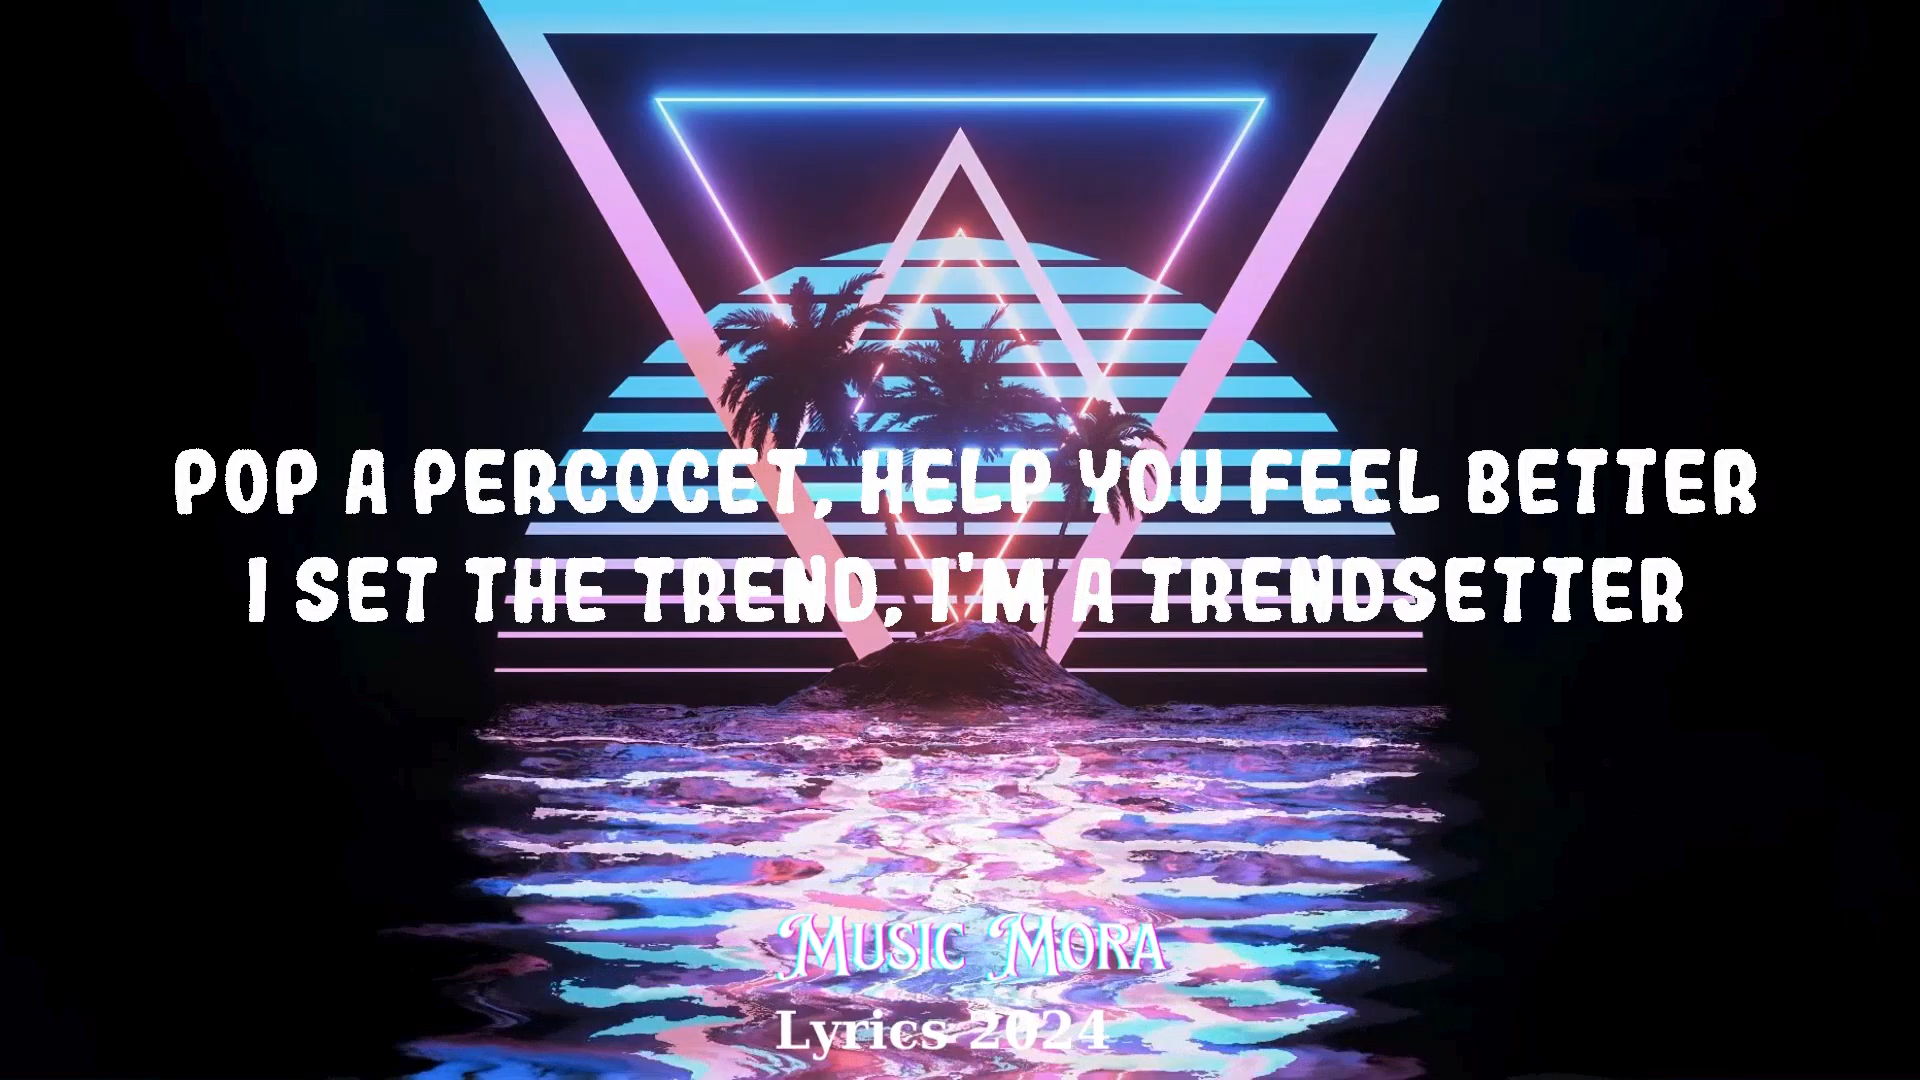 POP A PERCOCET, HELP YOU FEEL BETTER
I SET THE TREND, I'M A TRENDSETTER
MUSIC MORA
Lyrics 2024